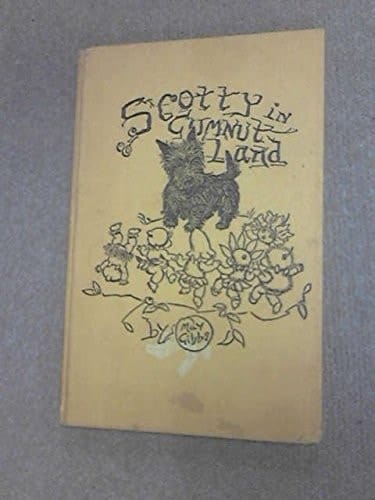 Scotty in
Gumnut
Land
by May
Gibbs